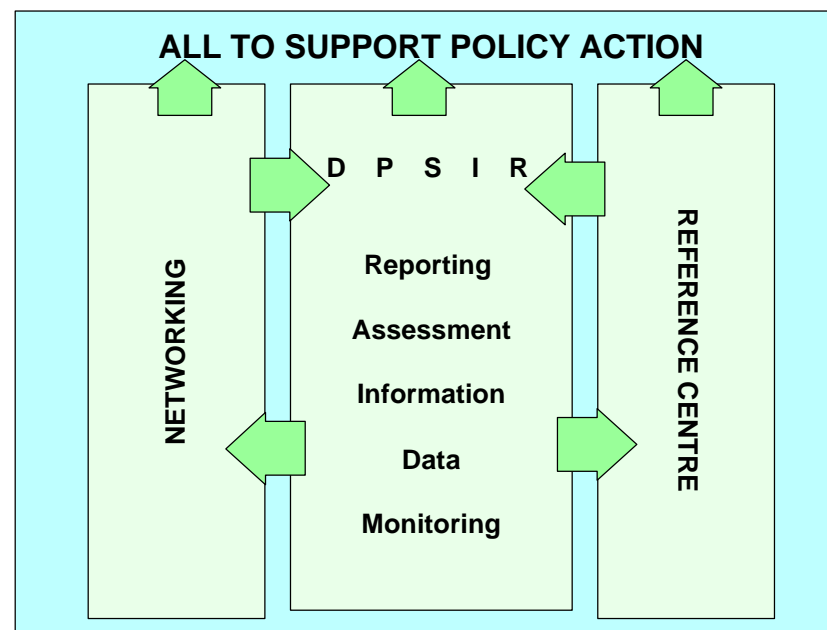 ALL TO SUPPORT POLICY ACTION
NETWORKING
D P S I R
Reporting
Assessment
Information
Data
Monitoring
REFERENCE CENTRE